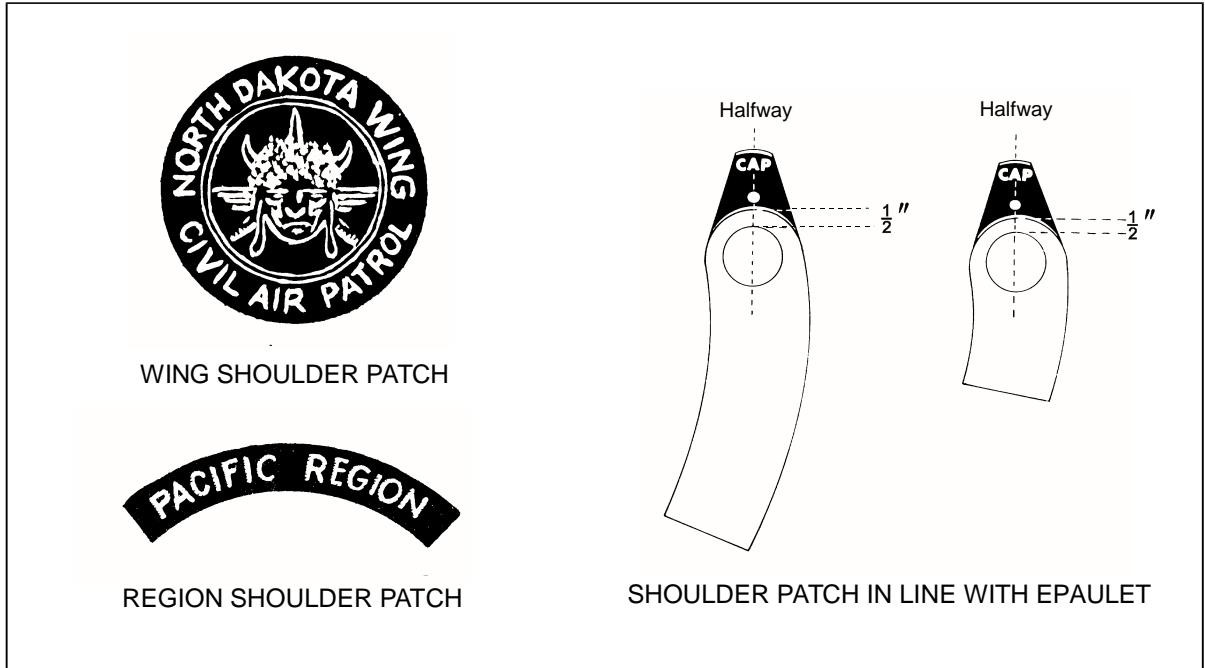 NORTH DAKOTA WING
CIVIL AIR PATROL
WING SHOULDER PATCH
PACIFIC REGION
REGION SHOULDER PATCH
Halfway
CAP
1/2"
Halfway
CAP
1/2"
SHOULDER PATCH IN LINE WITH EPAULET